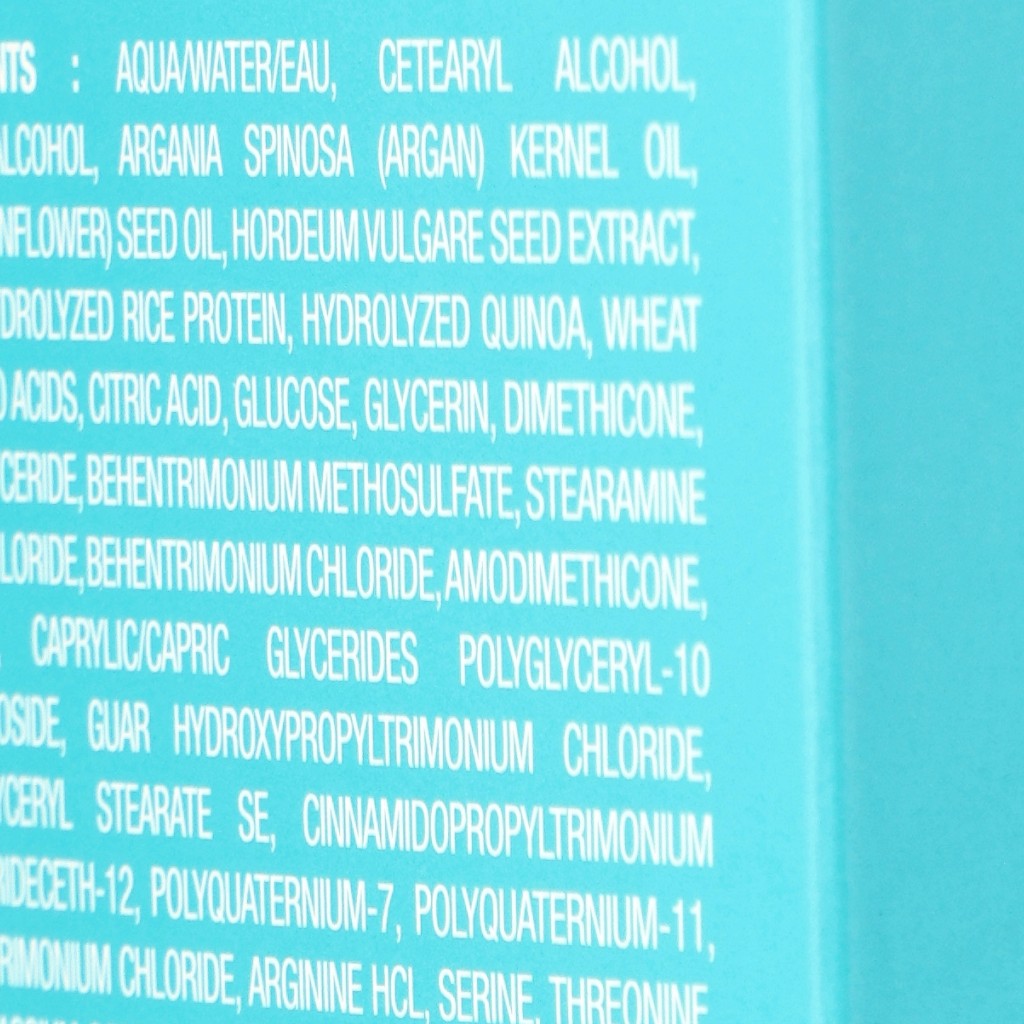 NTS : AQUA/WATER/EAU, CETEARYL ALCOHOL,
ALCOHOL, ARGANIA SPINOSA (ARGAN) KERNEL OIL,
NFLOWER) SEED OIL, HORDEUM VULGARE SEED EXTRACT,
DROLYZED RICE PROTEIN, HYDROLYZED QUINOA, WHEAT
O ACIDS, CITRIC ACID, GLUCOSE, GLYCERIN, DIMETHICONE,
CERIDE, BEHENTRIMONIUM METHOSULFATE, STEARAMINE
LORIDE, BEHENTRIMONIUM CHLORIDE, AMODIMETHICONE,
, CAPRYLIC/CAPRIC GLYCERIDES POLYGLYCERYL-10
OSIDE, GUAR HYDROXYPROPYLTRIMONIUM CHLORIDE,
YCERYL STEARATE SE, CINNAMIDOPROPYLTRIMONIUM
RIDECETH-12, POLYQUATERNIUM-7, POLYQUATERNIUM-11,
RIMONIUM CHLORIDE, ARGININE HCL, SERINE, THREONINE